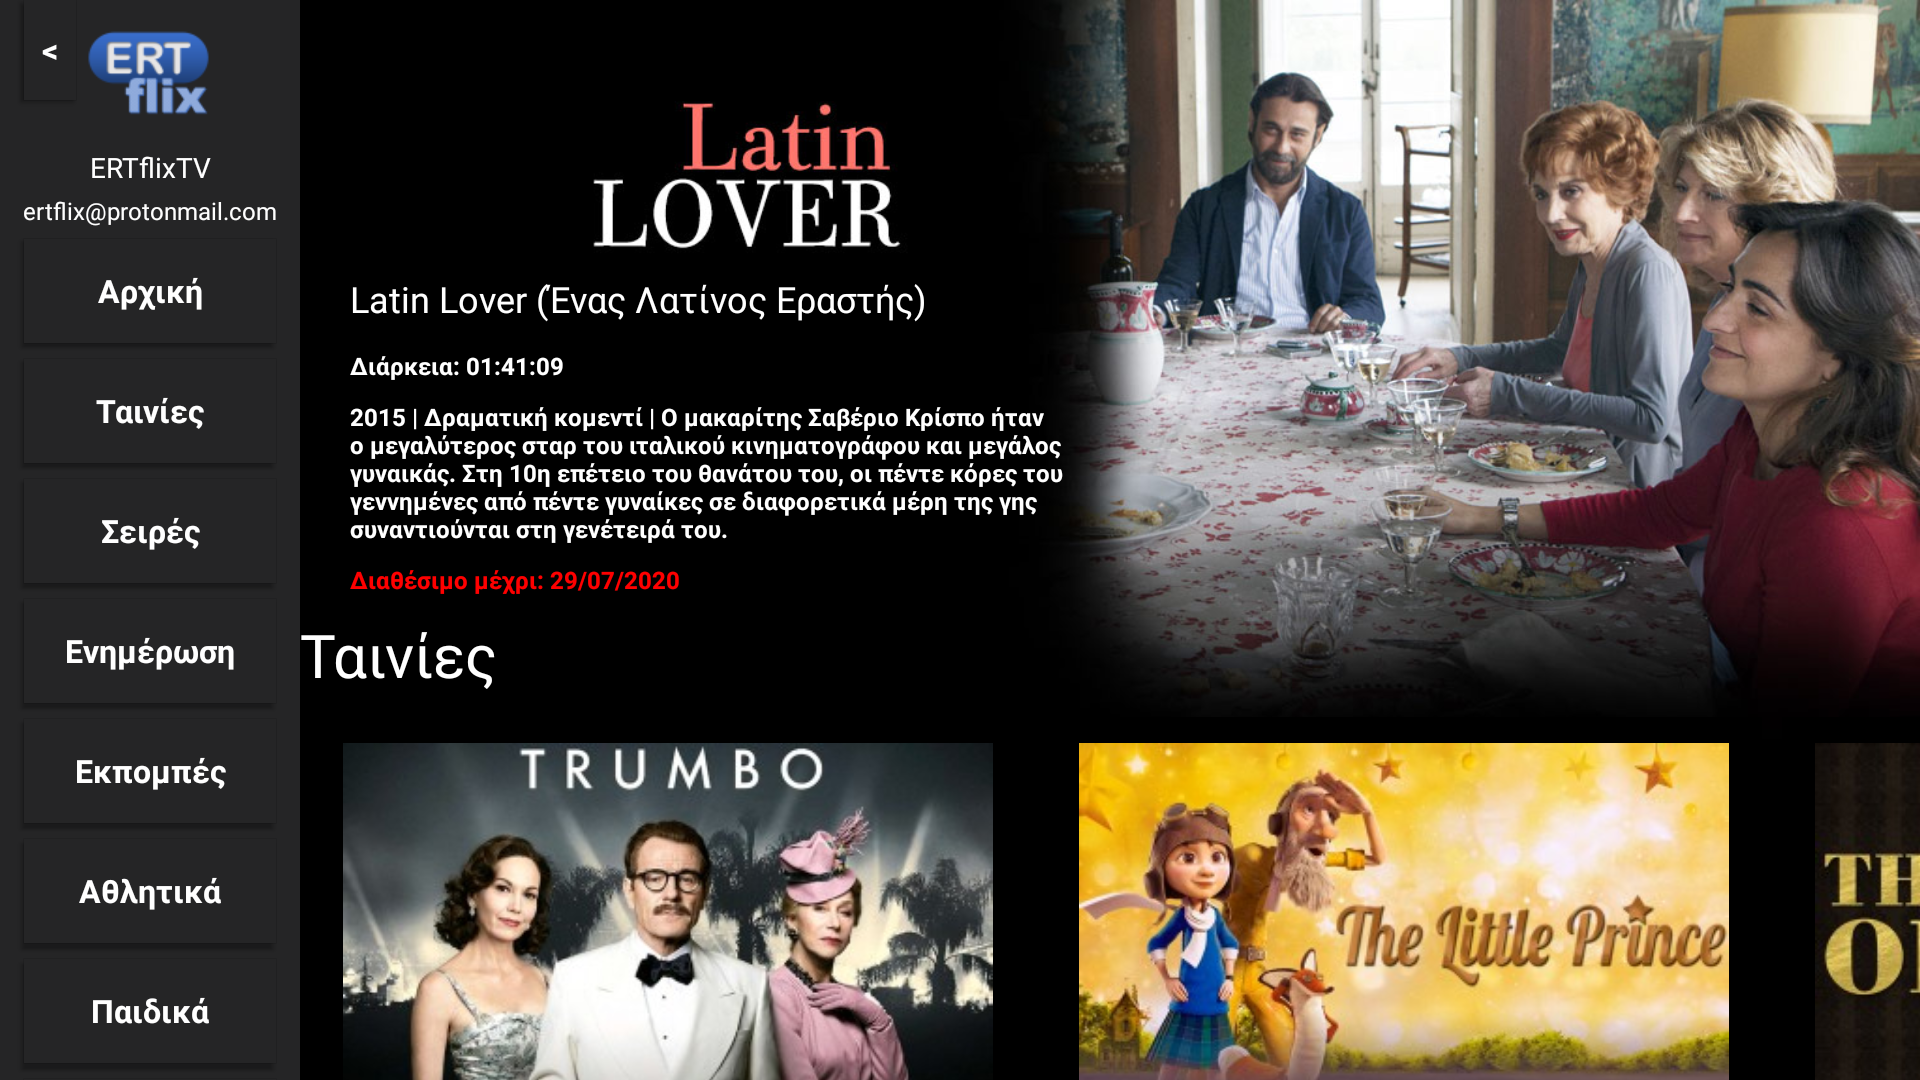 <
ERT
flix
ERTflixTV
ertflix@protonmail.com
Αρχική
Ταινίες
Σειρές
Ενημέρωση
Εκπομπές
Αθλητικά
Παιδικά
Latin
LOVER
Latin Lover (Ένας Λατίνος Εραστής)
Διάρκεια: 01:41:09
2015 | Δραματική κομεντί | Ο μακαρίτης Σαβέριο Κρίσπο ήταν
ο μεγαλύτερος σταρ του ιταλικού κινηματογράφου και μεγάλος
γυναικάς. Στη 10η επέτειο του θανάτου του, οι πέντε κόρες του
γεννημένες από πέντε γυναίκες σε διαφορετικά μέρη της γης
συναντιούνται στη γενέτειρά του.
Διαθέσιμο μέχρι: 29/07/2020
Ταινίες
TRUMBO
The Little Prince